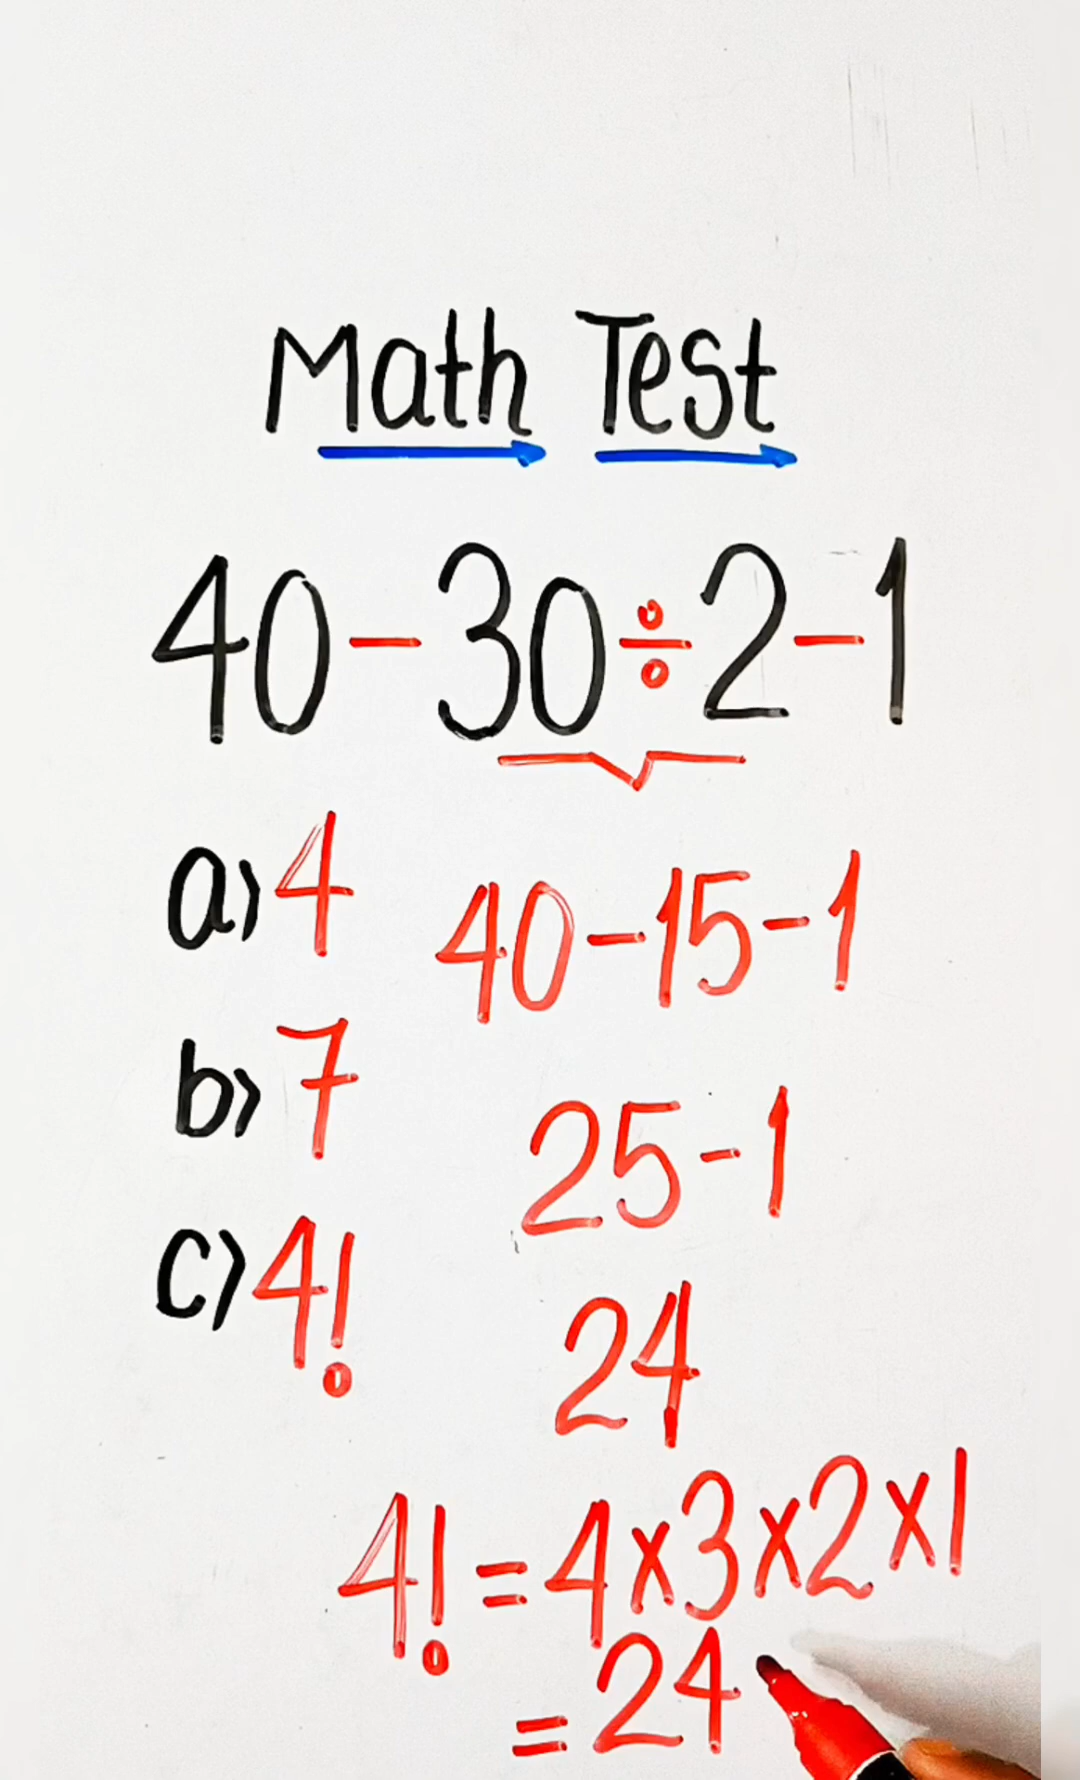 Math Test
40-30÷2-1
a) 4
40-15-1
b) 7
25-1
c) 4!
24
4! = 4x3x2x1
= 24